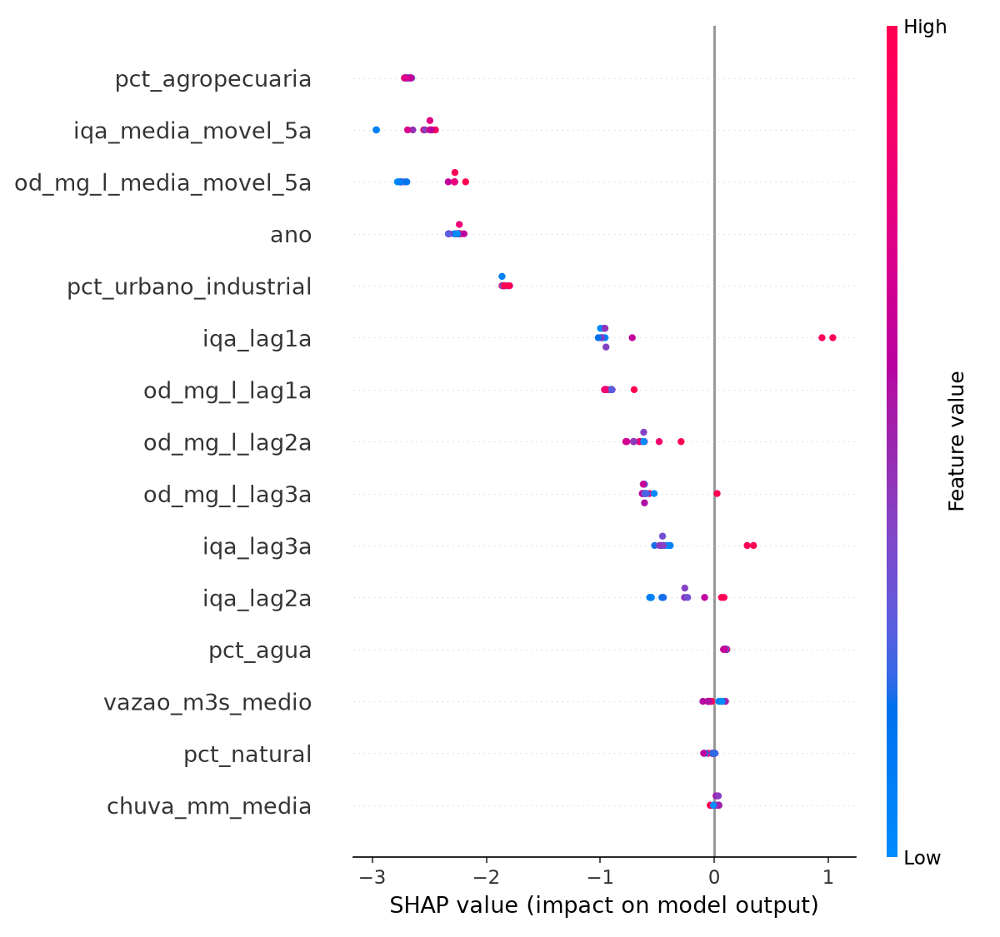 High
pct_agropecuaria
iqa_media_movel_5a
od_mg_l_media_movel_5a
ano
pct_urbano_industrial
iqa_lag1a
od_mg_l_lag1a
od_mg_l_lag2a
od_mg_l_lag3a
iqa_lag3a
iqa_lag2a
pct_agua
vazao_m3s_medio
pct_natural
chuva_mm_media
Feature value
Low
−3 −2 −1 0 1
SHAP value (impact on model output)